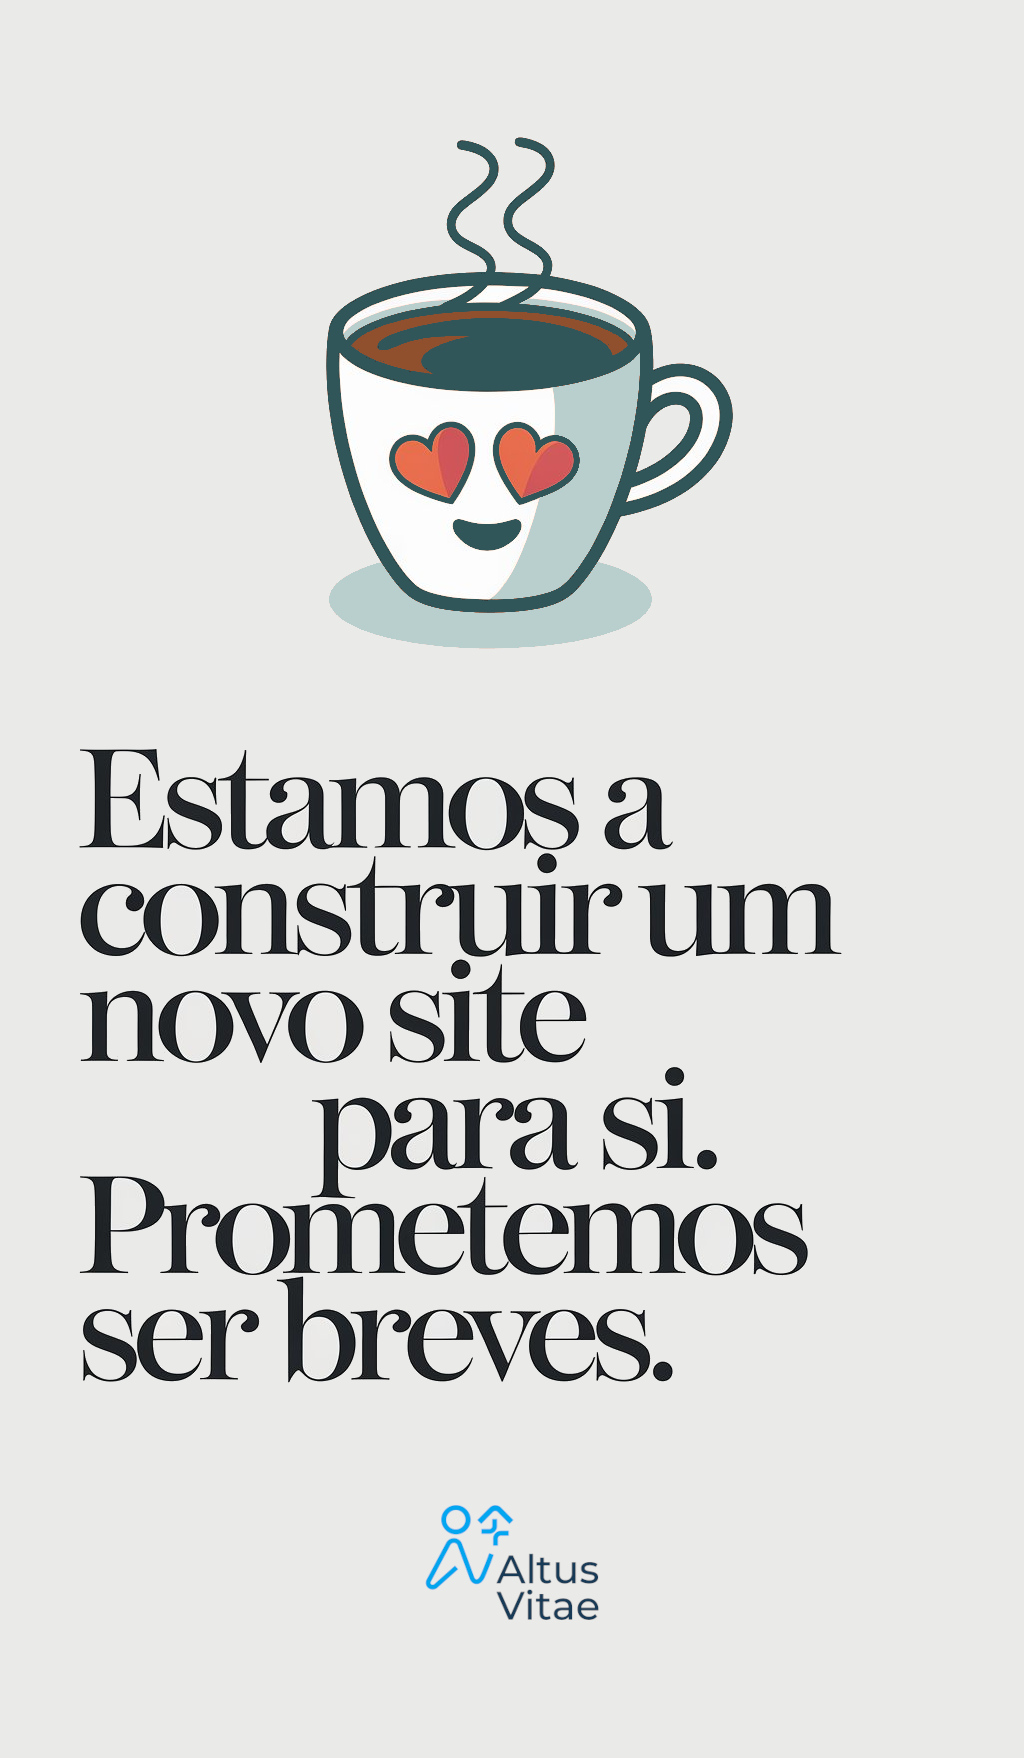 Estamos a
construir um
novo site
para si.
Prometemos
ser breves.
Altus
Vitae